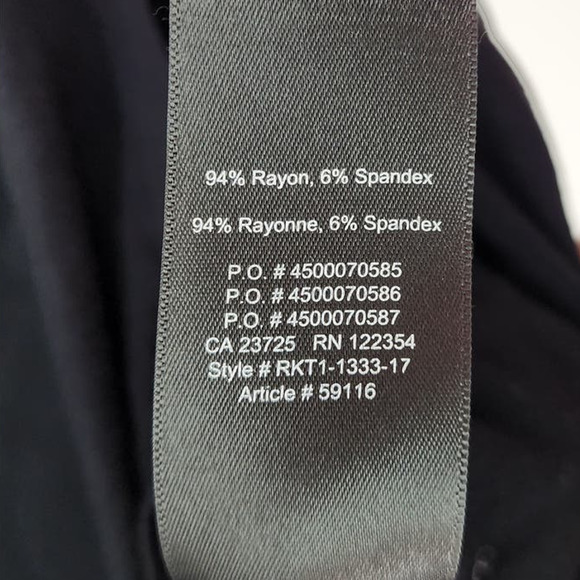 94% Rayon, 6% Spandex
94% Rayonne, 6% Spandex
P.O. # 4500070585
P.O. # 4500070586
P.O. # 4500070587
CA 23725 RN 122354
Style # RKT1-1333-17
Article # 59116